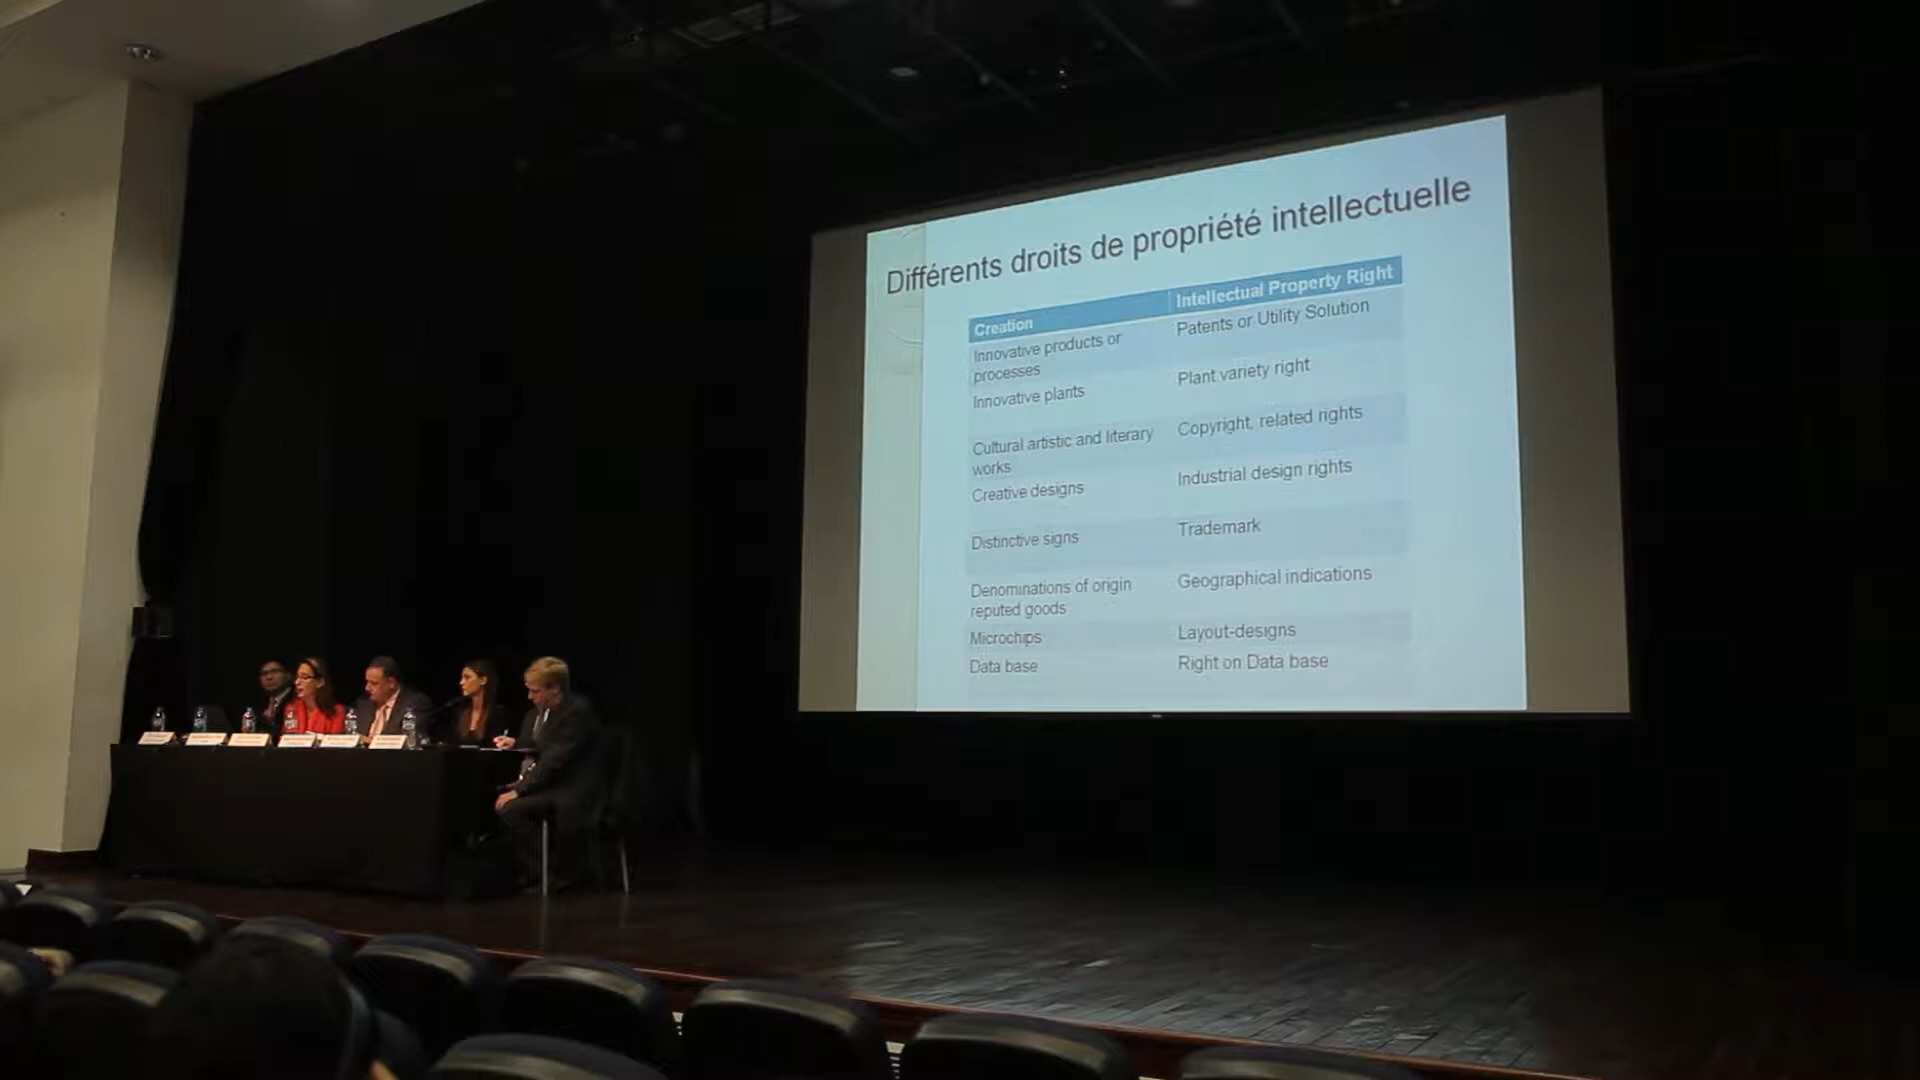 Différents droits de propriété intellectuelle
Creation
Intellectual Property Right
Innovative products or
processes
Patents or Utility Solution
Innovative plants
Plant variety right
Cultural artistic and literary
works
Copyright, related rights
Creative designs
Industrial design rights
Distinctive signs
Trademark
Denominations of origin
reputed goods
Geographical indications
Microchips
Layout-designs
Data base
Right on Data base